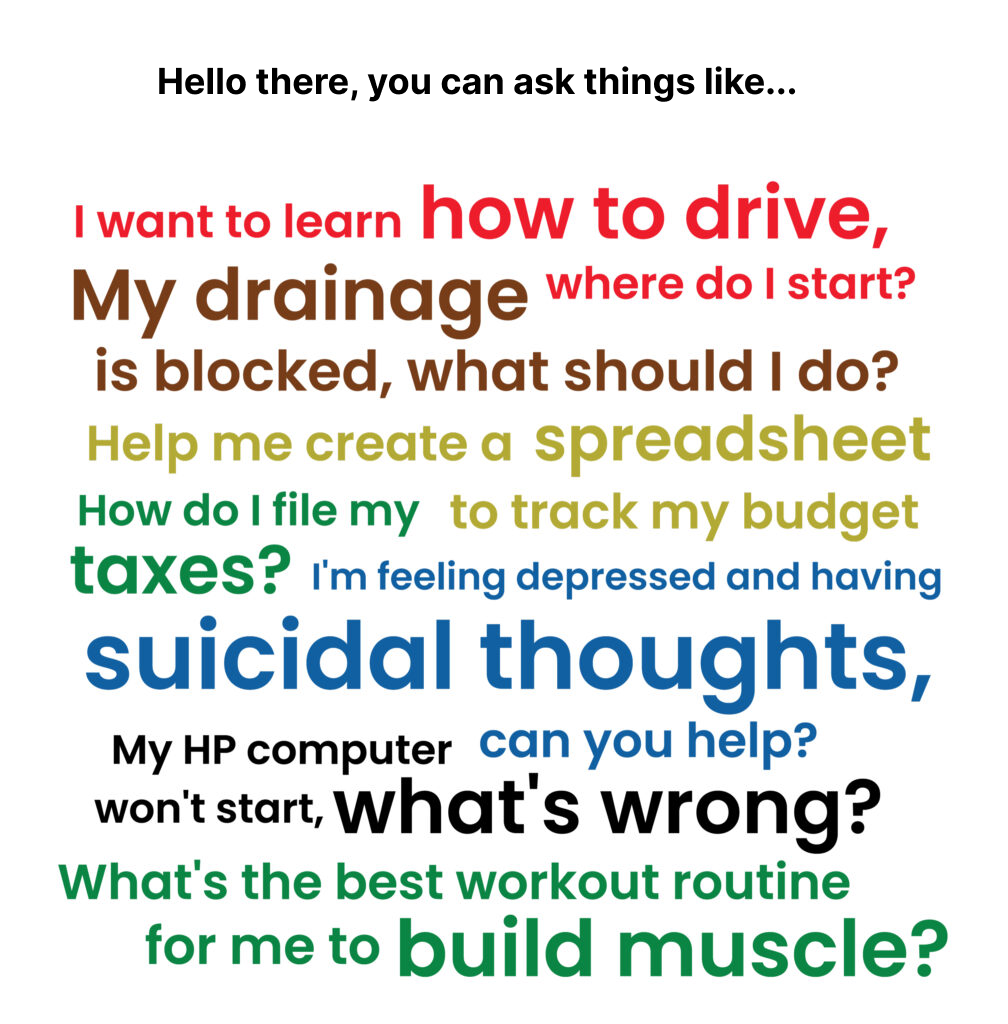 Hello there, you can ask things like...
I want to learn how to drive,
where do I start?
My drainage
is blocked, what should I do?
Help me create a spreadsheet
to track my budget
How do I file my
taxes?
I'm feeling depressed and having
suicidal thoughts,
can you help?
My HP computer
won't start, what's wrong?
What's the best workout routine
for me to build muscle?